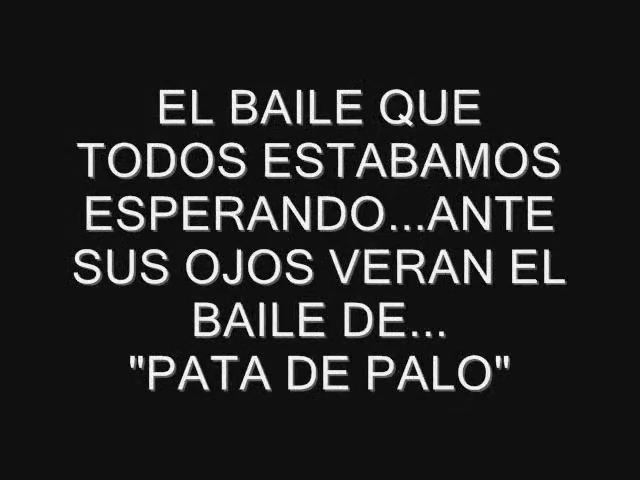 EL BAILE QUE
TODOS ESTABAMOS
ESPERANDO...ANTE
SUS OJOS VERAN EL
BAILE DE...
"PATA DE PALO"